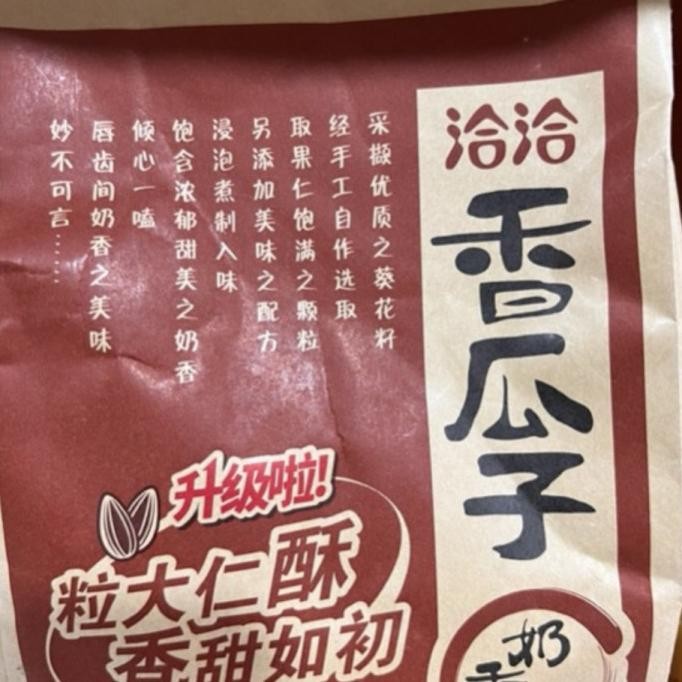 洽洽
香瓜子
采撷优质之葵花籽
经手工自作选取
取果仁饱满之颗粒
另添加美味之配方
浸泡煮制入味
饱含浓郁甜美之奶香
倾心一嗑
唇齿间奶香之美味
妙不可言……
升级啦!
粒大仁酥
香甜如初
奶